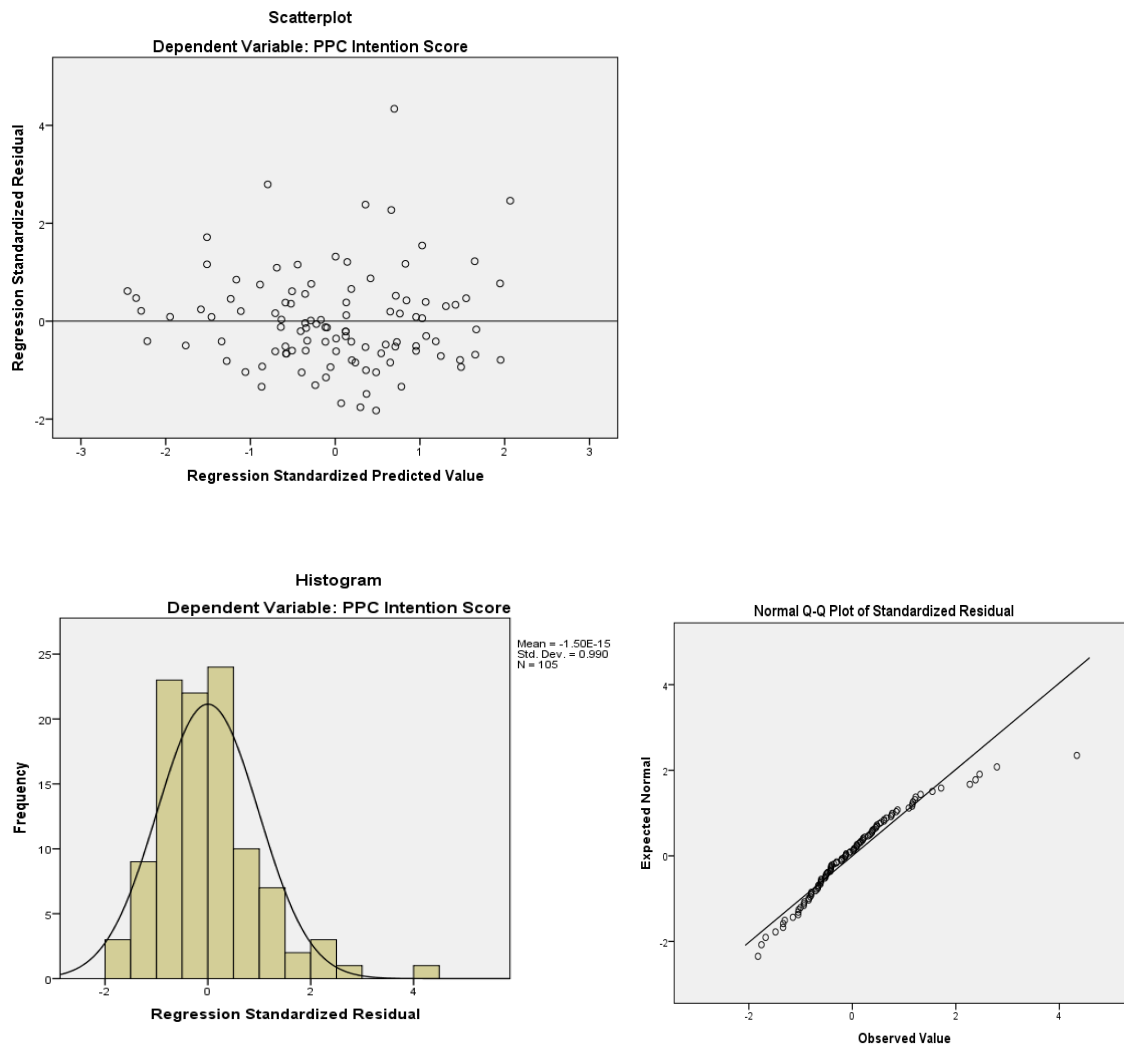 Scatterplot
Dependent Variable: PPC Intention Score
Regression Standardized Residual
4
2
0
-2
-3
-2
-1
0
1
2
3
Regression Standardized Predicted Value
Histogram
Dependent Variable: PPC Intention Score
Mean = -1.50E-15
Std. Dev. = 0.990
N = 105
Frequency
25
20
15
10
5
0
-2
0
2
4
Regression Standardized Residual
Normal Q-Q Plot of Standardized Residual
Expected Normal
4
2
0
-2
-2
0
2
4
Observed Value